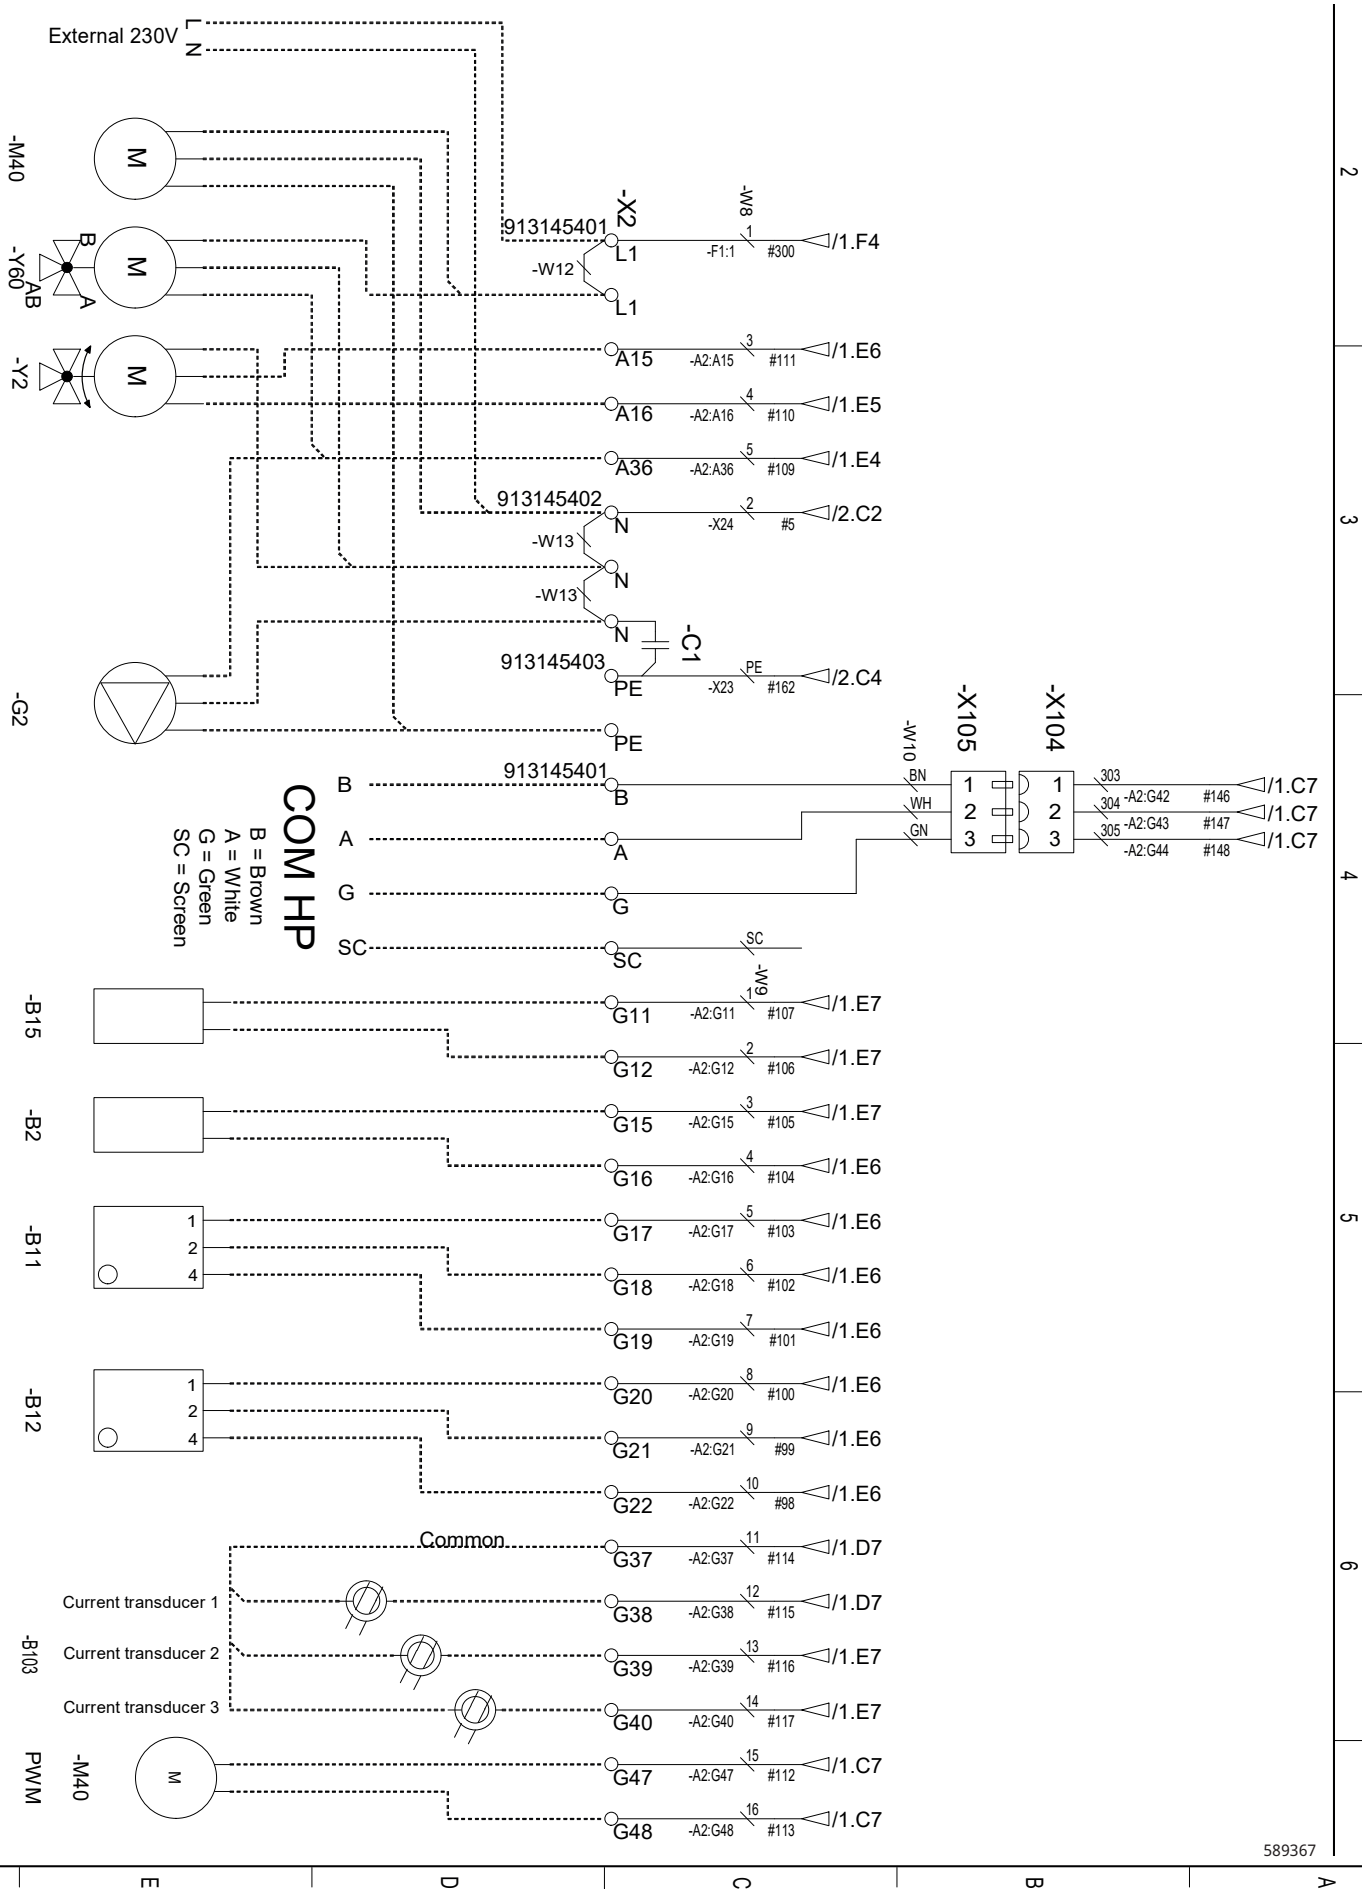 External 230V
L
N
2
-M40
M
-W8
-X2
913145401
L1
1
-F1:1
#300
/1.F4
B
-Y60
AB
A
M
-W12
L1
-Y2
M
A15
3
-A2:A15
#111
/1.E6
A16
4
-A2:A16
#110
/1.E5
A36
5
-A2:A36
#109
/1.E4
913145402
N
2
-X24
#5
/2.C2
3
-W13
N
-W13
N
-C1
913145403
PE
PE
-X23
#162
/2.C4
-G2
PE
-X105
-X104
-W10
B
913145401
B
BN
1
1
303
-A2:G42
#146
/1.C7
WH
2
2
304
-A2:G43
#147
/1.C7
A
A
GN
3
3
305
-A2:G44
#148
/1.C7
4
G
G
SC
SC
SC
COM HP
B = Brown
A = White
G = Green
SC = Screen
-W9
-B15
G11
1
-A2:G11
#107
/1.E7
G12
2
-A2:G12
#106
/1.E7
-B2
G15
3
-A2:G15
#105
/1.E7
G16
4
-A2:G16
#104
/1.E6
-B11
1
2
4
G17
5
-A2:G17
#103
/1.E6
5
G18
6
-A2:G18
#102
/1.E6
G19
7
-A2:G19
#101
/1.E6
-B12
1
2
4
G20
8
-A2:G20
#100
/1.E6
G21
9
-A2:G21
#99
/1.E6
G22
10
-A2:G22
#98
/1.E6
Common
G37
11
-A2:G37
#114
/1.D7
6
Current transducer 1
G38
12
-A2:G38
#115
/1.D7
-B103
Current transducer 2
G39
13
-A2:G39
#116
/1.E7
Current transducer 3
G40
14
-A2:G40
#117
/1.E7
PWM
-M40
M
G47
15
-A2:G47
#112
/1.C7
G48
16
-A2:G48
#113
/1.C7
589367
E
D
C
B
A